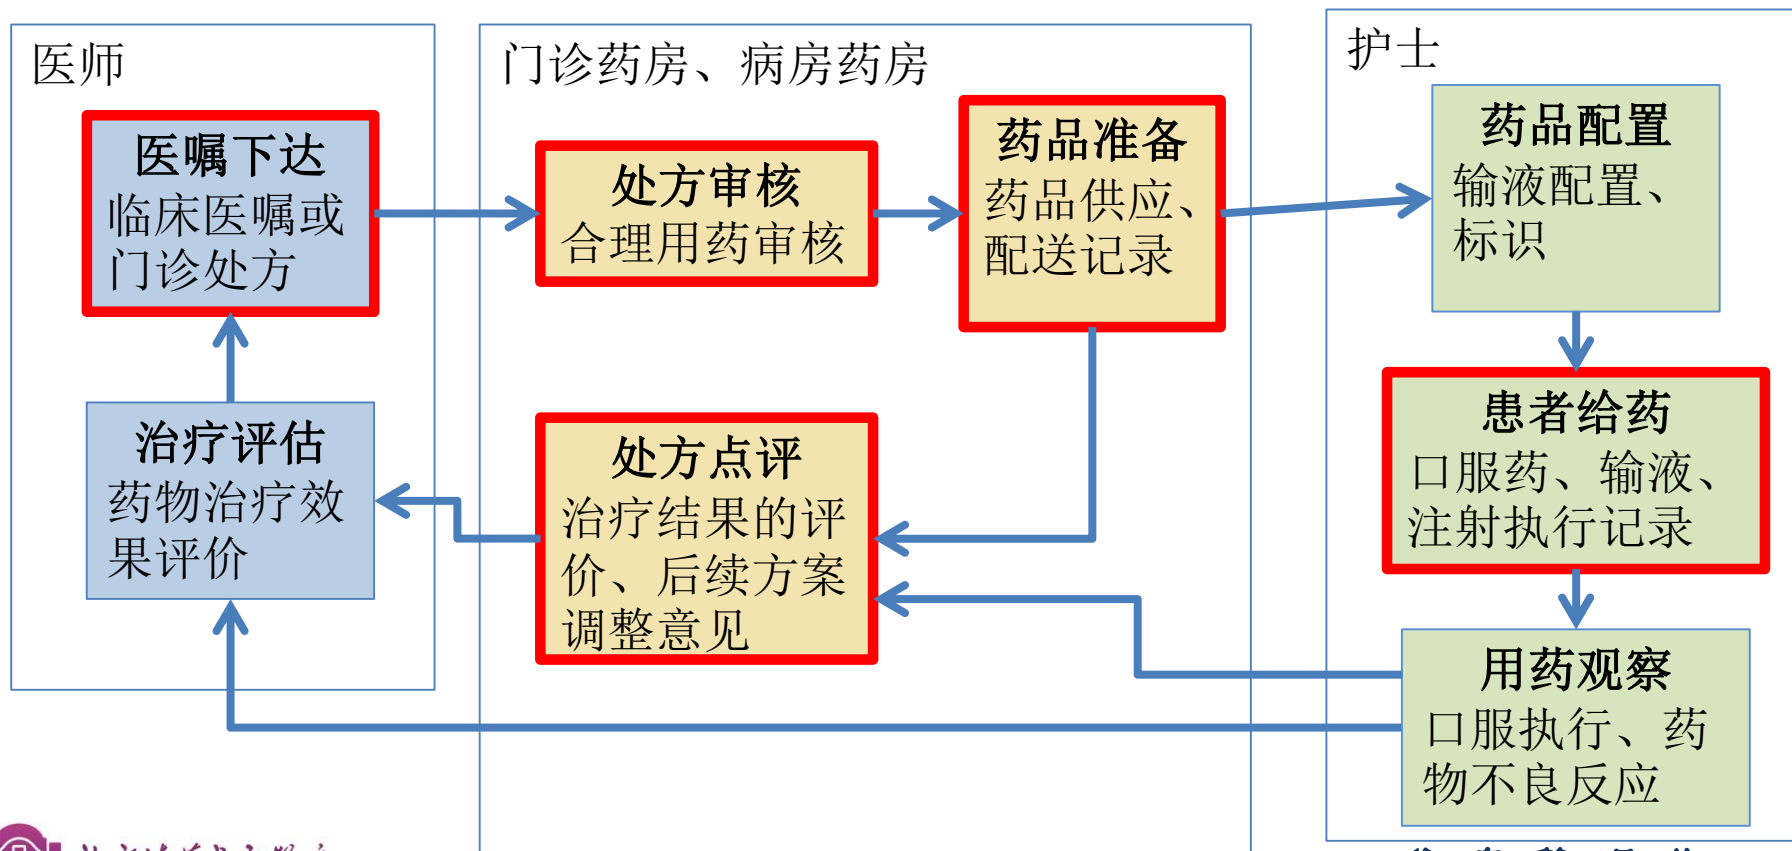 医师
医嘱下达
临床医嘱或
门诊处方
治疗评估
药物治疗效
果评价
门诊药房、病房药房
处方审核
合理用药审核
药品准备
药品供应、
配送记录
处方点评
治疗结果的评
价、后续方案
调整意见
护士
药品配置
输液配置、
标识
患者给药
口服药、输液、
注射执行记录
用药观察
口服执行、药
物不良反应